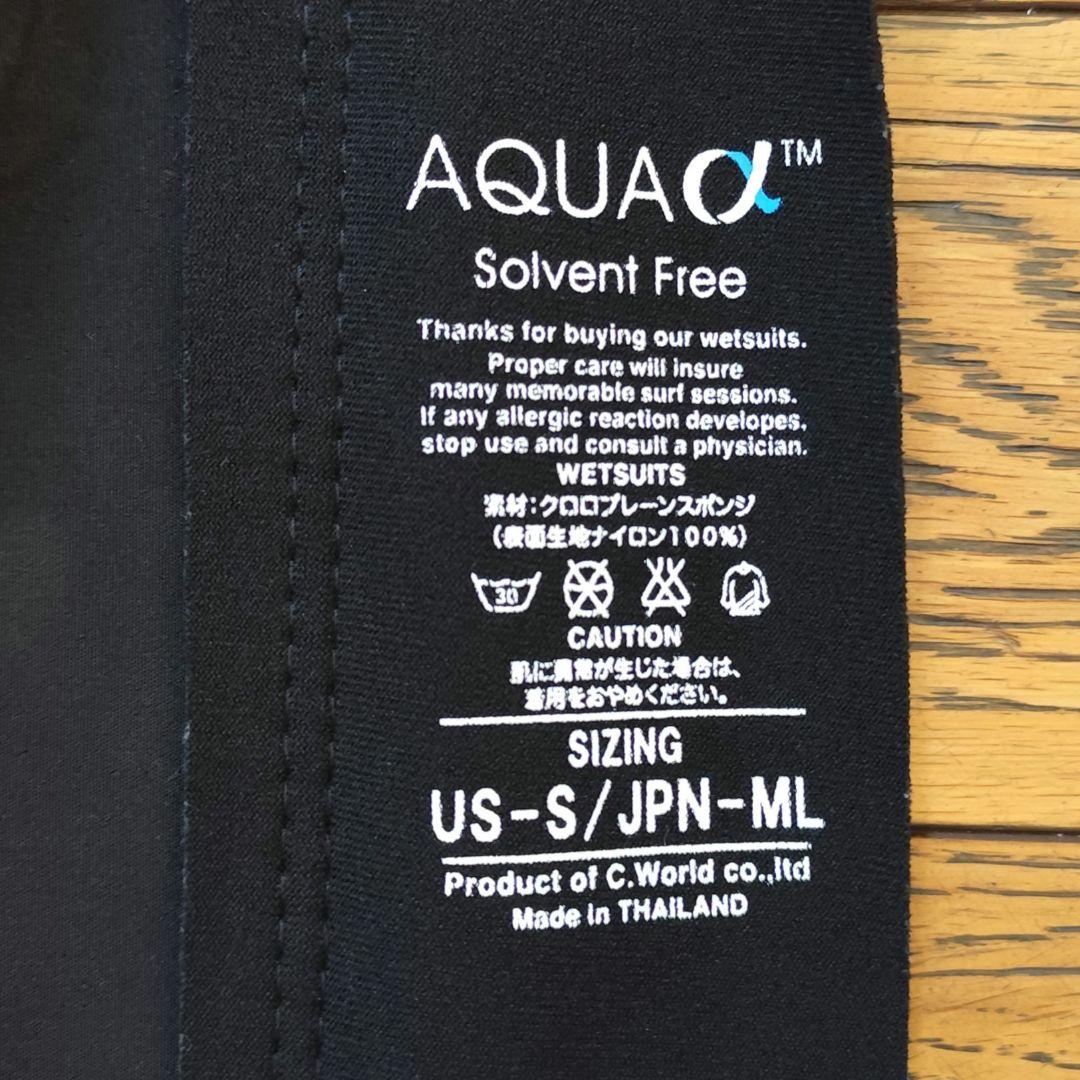 AQUAα™
Solvent Free
Thanks for buying our wetsuits.
Proper care will insure
many memorable surf sessions.
If any allergic reaction developes,
stop use and consult a physician.
WETSUITS
素材:クロロプレーンスポンジ
(表面生地ナイロン100%)
30
CAUTION
肌に異常が生じた場合は、
着用をおやめください。
SIZING
US-S/JPN-ML
Product of C.World co.,ltd
Made in THAILAND